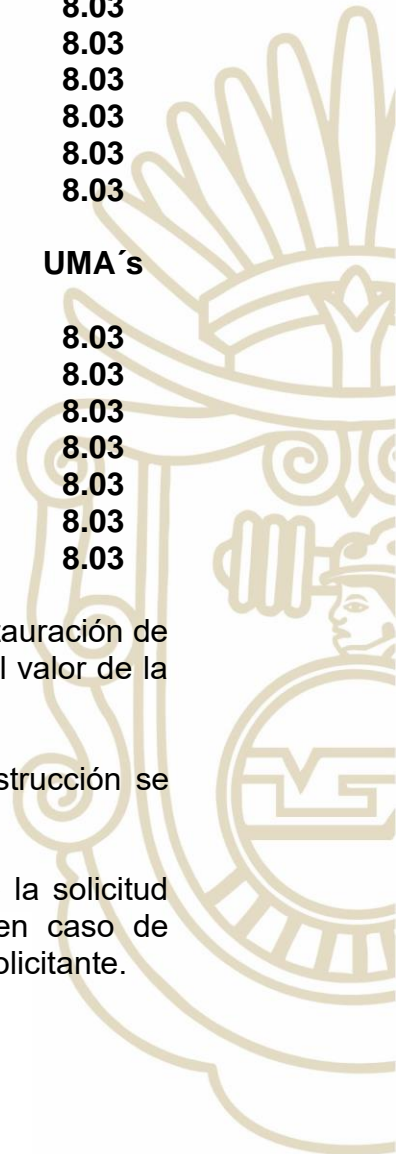 8.03
8.03
8.03
8.03
8.03
8.03
UMA´s
8.03
8.03
8.03
8.03
8.03
8.03
8.03
tauración de
l valor de la
strucción se
la solicitud
en caso de
olicitante.